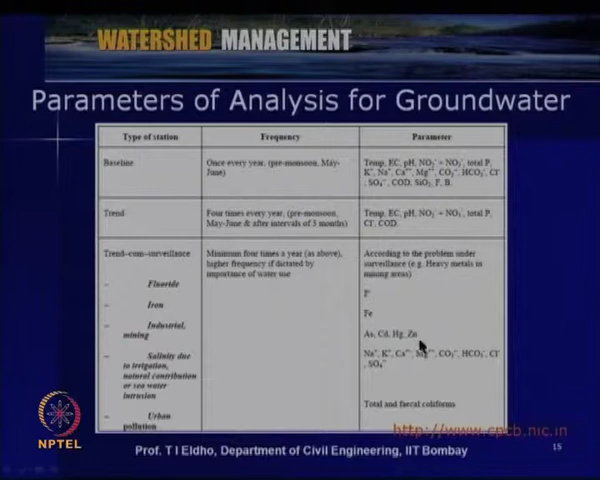 WATERSHED MANAGEMENT
Parameters of Analysis for Groundwater
Type of station Frequency Parameter
Baseline Once every year, (pre-monsoon, May-June) Temp, EC, pH, NO₂⁻ + NO₃⁻, total P,
K⁺, Na⁺, Ca⁺⁺, Mg⁺⁺, CO₃⁻⁻, HCO₃⁻, Cl⁻
, SO₄⁻⁻, COD, SiO₂, F, B.
Trend Four times every year, (pre-monsoon, Temp, EC, pH, NO₂⁻ + NO₃⁻, total P,
May-June & after intervals of 3 months) Cl⁻ COD.
Trend-cum-surveillance Minimum four times a year (as above), According to the problem under
higher frequency if dictated by surveillance (e.g. Heavy metals in
importance of water use mining areas)
- Fluoride
F⁻
- Iron
Fe
- Industrial,
mining
As, Cd, Hg, Zn
- Salinity due
to irrigation,
natural contribution
or sea water
intrusion
Na⁺, K⁺, Ca⁺⁺, Mg⁺⁺, CO₃⁻⁻, HCO₃⁻, Cl⁻
, SO₄⁻⁻
- Urban
pollution
Total and faecal coliforms
http://www.cpcb.nic.in
NPTEL
Prof. T I Eldho, Department of Civil Engineering, IIT Bombay
15